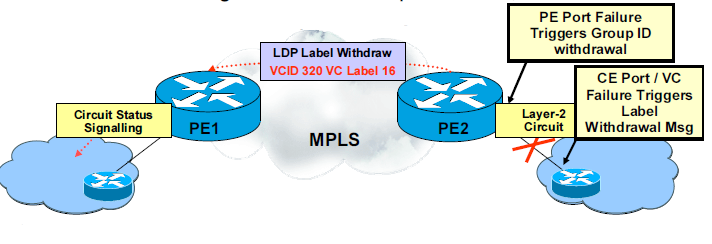 PE Port Failure
Triggers Group ID
withdrawal
LDP Label Withdraw
VCID 320 VC Label 16
CE Port / VC
Failure Triggers
Label
Withdrawal Msg
Circuit Status
Signalling
PE1
MPLS
PE2
Layer-2
Circuit